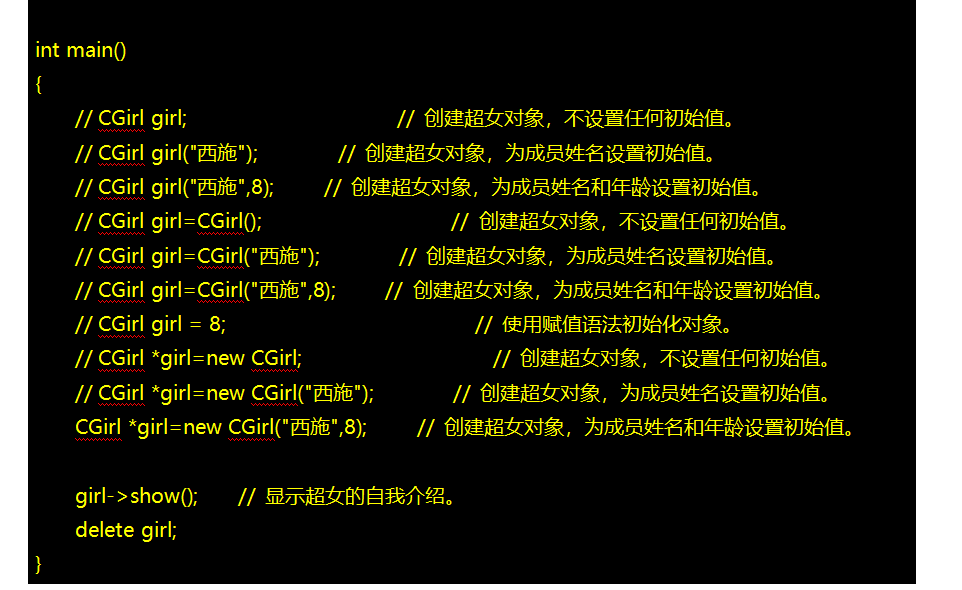 int main()
{
// CGirl girl; // 创建超女对象，不设置任何初始值。
// CGirl girl("西施"); // 创建超女对象，为成员姓名设置初始值。
// CGirl girl("西施",8); // 创建超女对象，为成员姓名和年龄设置初始值。
// CGirl girl=CGirl(); // 创建超女对象，不设置任何初始值。
// CGirl girl=CGirl("西施"); // 创建超女对象，为成员姓名设置初始值。
// CGirl girl=CGirl("西施",8); // 创建超女对象，为成员姓名和年龄设置初始值。
// CGirl girl = 8; // 使用赋值语法初始化对象。
// CGirl *girl=new CGirl; // 创建超女对象，不设置任何初始值。
// CGirl *girl=new CGirl("西施"); // 创建超女对象，为成员姓名设置初始值。
CGirl *girl=new CGirl("西施",8); // 创建超女对象，为成员姓名和年龄设置初始值。
girl->show(); // 显示超女的自我介绍。
delete girl;
}